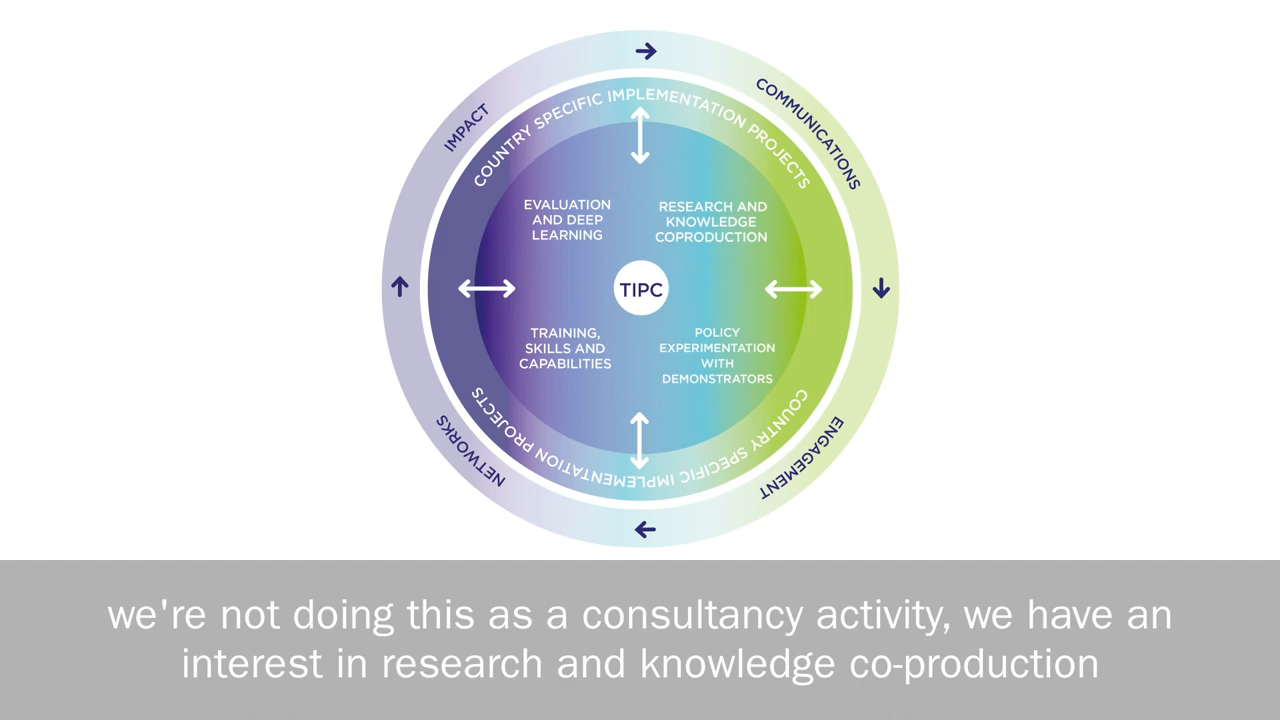 IMPACT
COMMUNICATIONS
COUNTRY SPECIFIC IMPLEMENTATION PROJECTS
EVALUATION
AND DEEP
LEARNING
RESEARCH AND
KNOWLEDGE
COPRODUCTION
TIPC
TRAINING,
SKILLS AND
CAPABILITIES
POLICY
EXPERIMENTATION
WITH
DEMONSTRATORS
COUNTRY SPECIFIC IMPLEMENTATION PROJECTS
NETWORKS
ENGAGEMENT
we're not doing this as a consultancy activity, we have an
interest in research and knowledge co-production